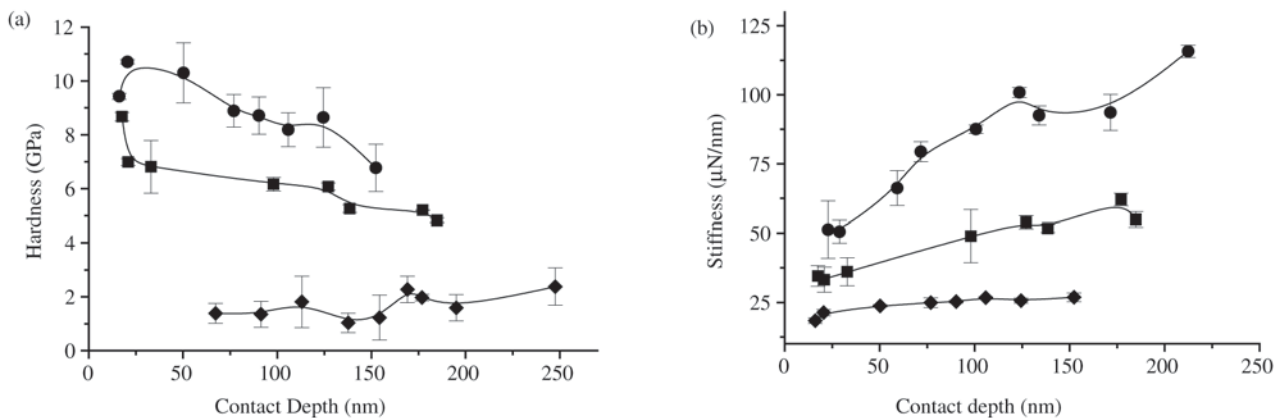 (a)
12
10
8
6
4
2
0
Hardness (GPa)
0 50 100 150 200 250
Contact Depth (nm)
(b)
125
100
75
50
25
Stiffness (μN/nm)
0 50 100 150 200 250
Contact depth (nm)